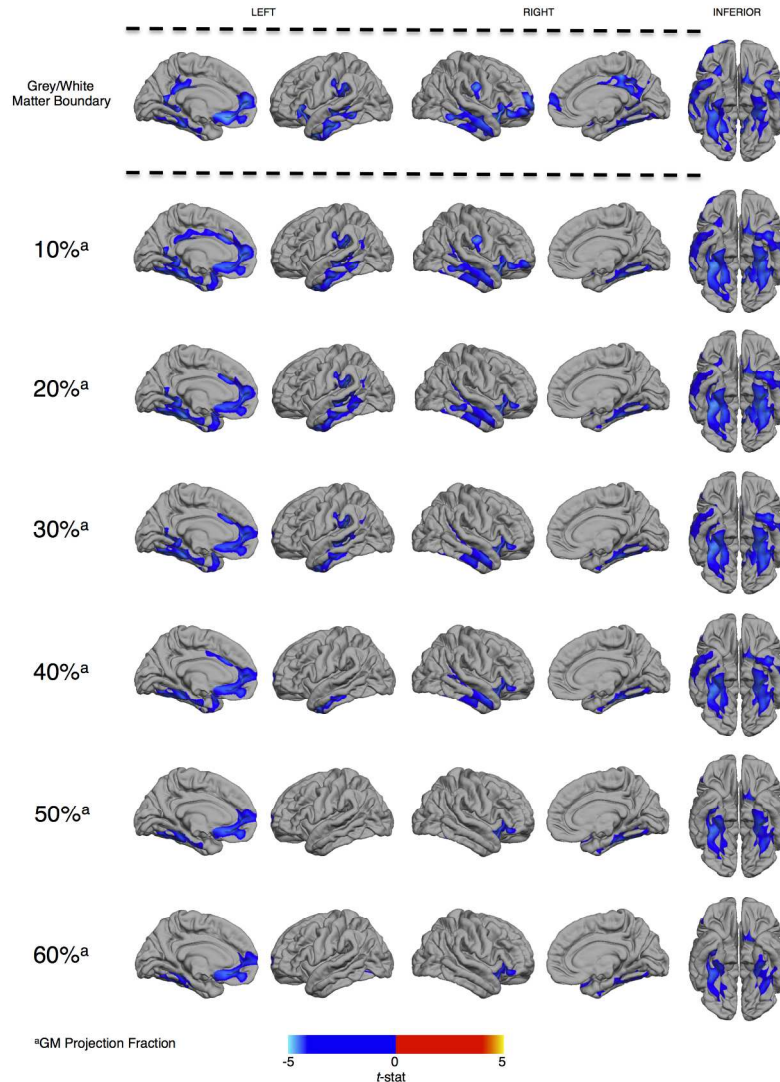 LEFT RIGHT INFERIOR
Grey/White
Matter Boundary
10%ᵃ
20%ᵃ
30%ᵃ
40%ᵃ
50%ᵃ
60%ᵃ
ᵃGM Projection Fraction
-5 0 5
t-stat